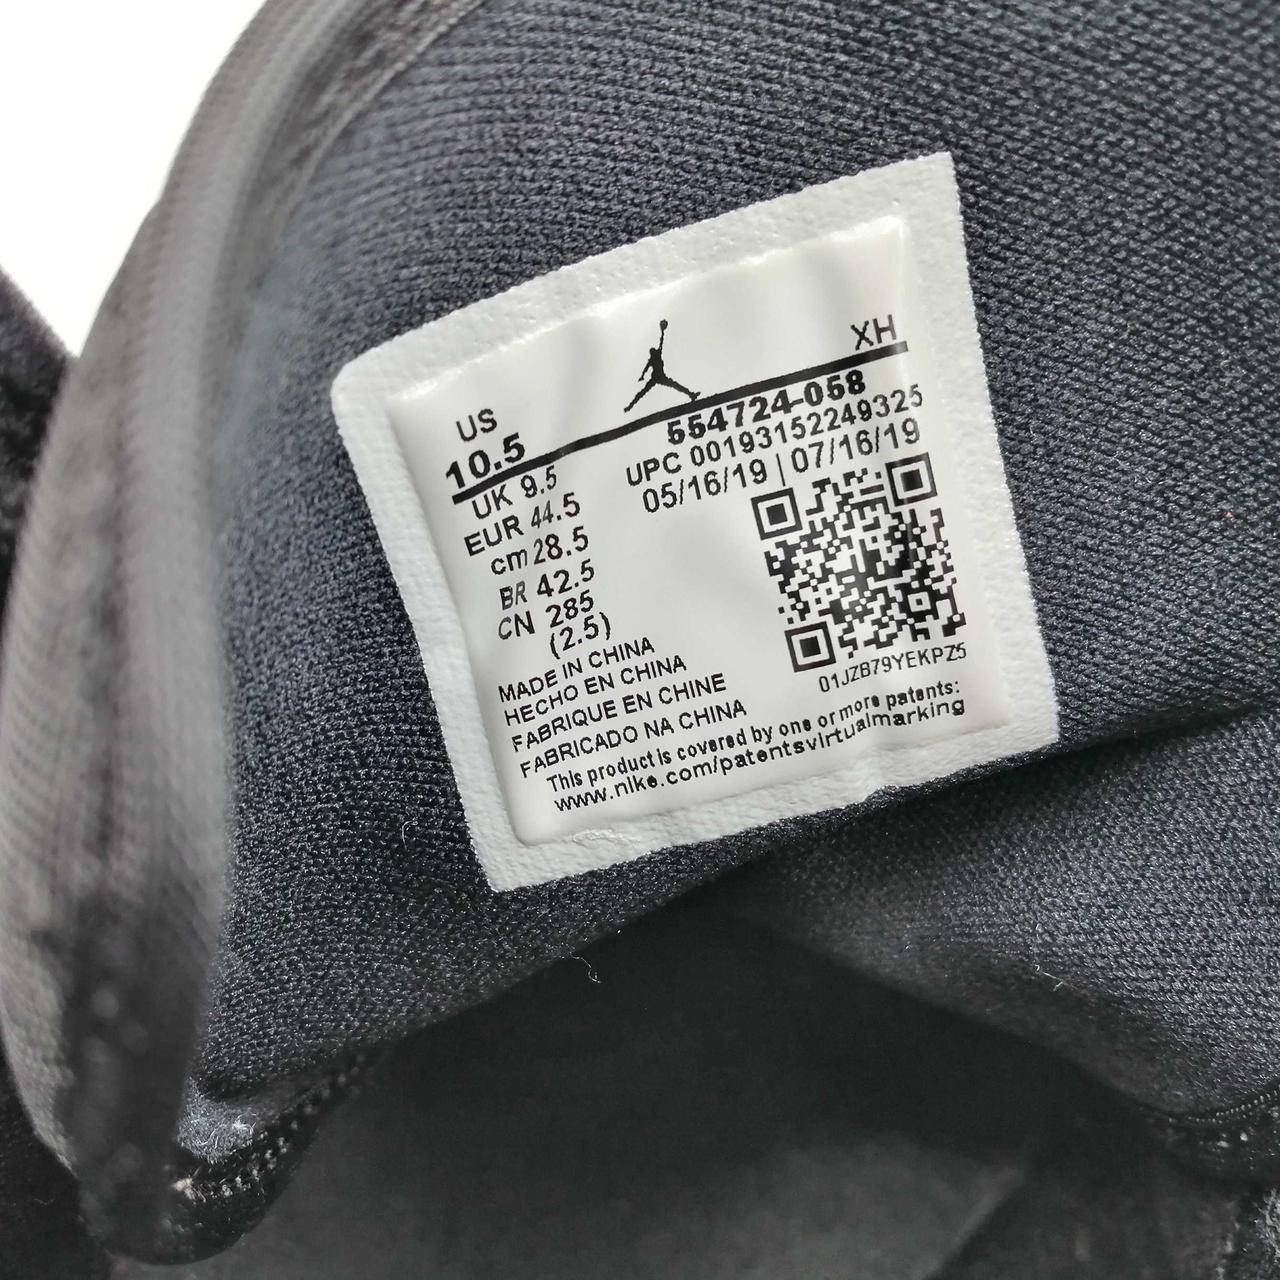 XH
US
10.5
554724-058
UPC 00193152249325
05/16/19 | 07/16/19
UK 9.5
EUR 44.5
cm 28.5
BR 42.5
CN 285
(2.5)
MADE IN CHINA
HECHO EN CHINA
FABRIQUE EN CHINE
FABRICADO NA CHINA
01JZB79YEKPZ5
This product is covered by one or more patents:
www.nike.com/patentsvirtualmarking